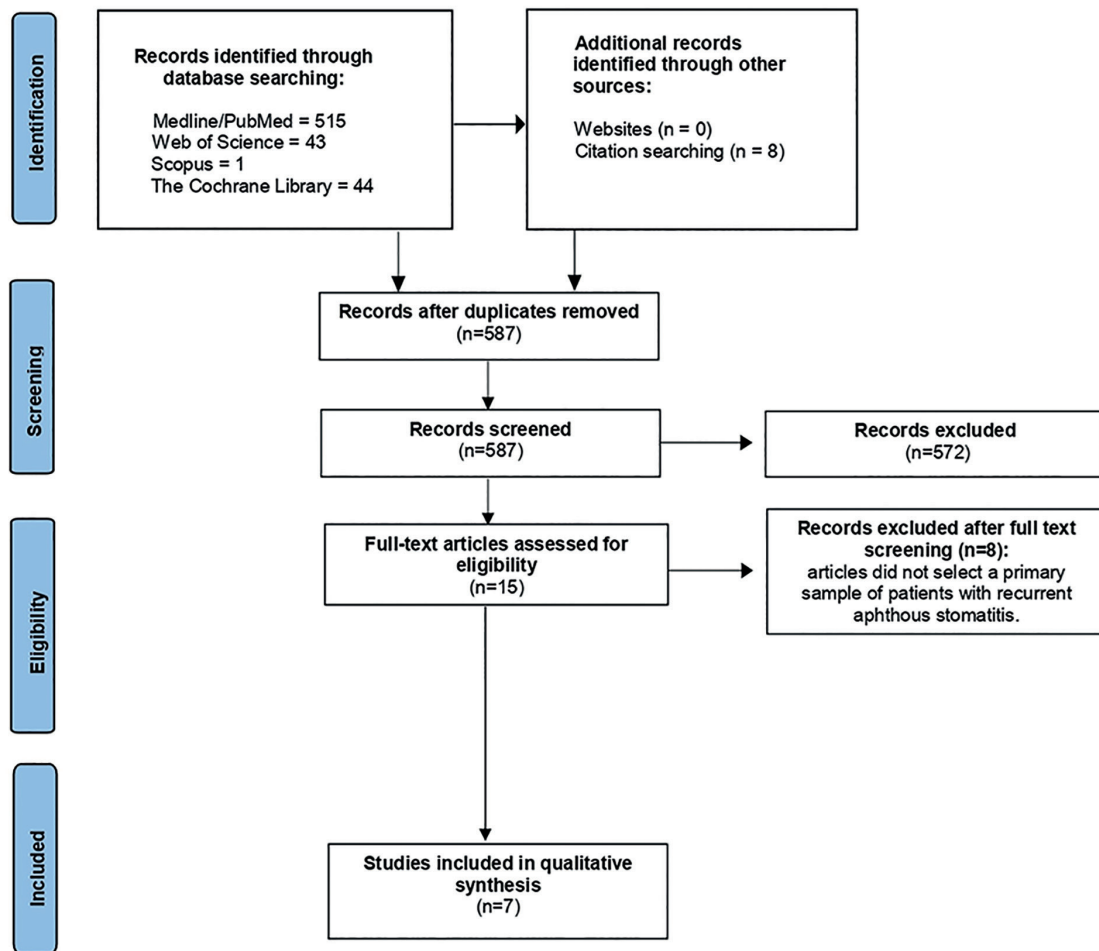 Identification
Records identified through
database searching:
Medline/PubMed = 515
Web of Science = 43
Scopus = 1
The Cochrane Library = 44
Additional records
identified through other
sources:
Websites (n = 0)
Citation searching (n = 8)
Screening
Records after duplicates removed
(n=587)
Records screened
(n=587)
Records excluded
(n=572)
Eligibility
Full-text articles assessed for
eligibility
(n=15)
Records excluded after full text
screening (n=8):
articles did not select a primary
sample of patients with recurrent
aphthous stomatitis.
Included
Studies included in qualitative
synthesis
(n=7)